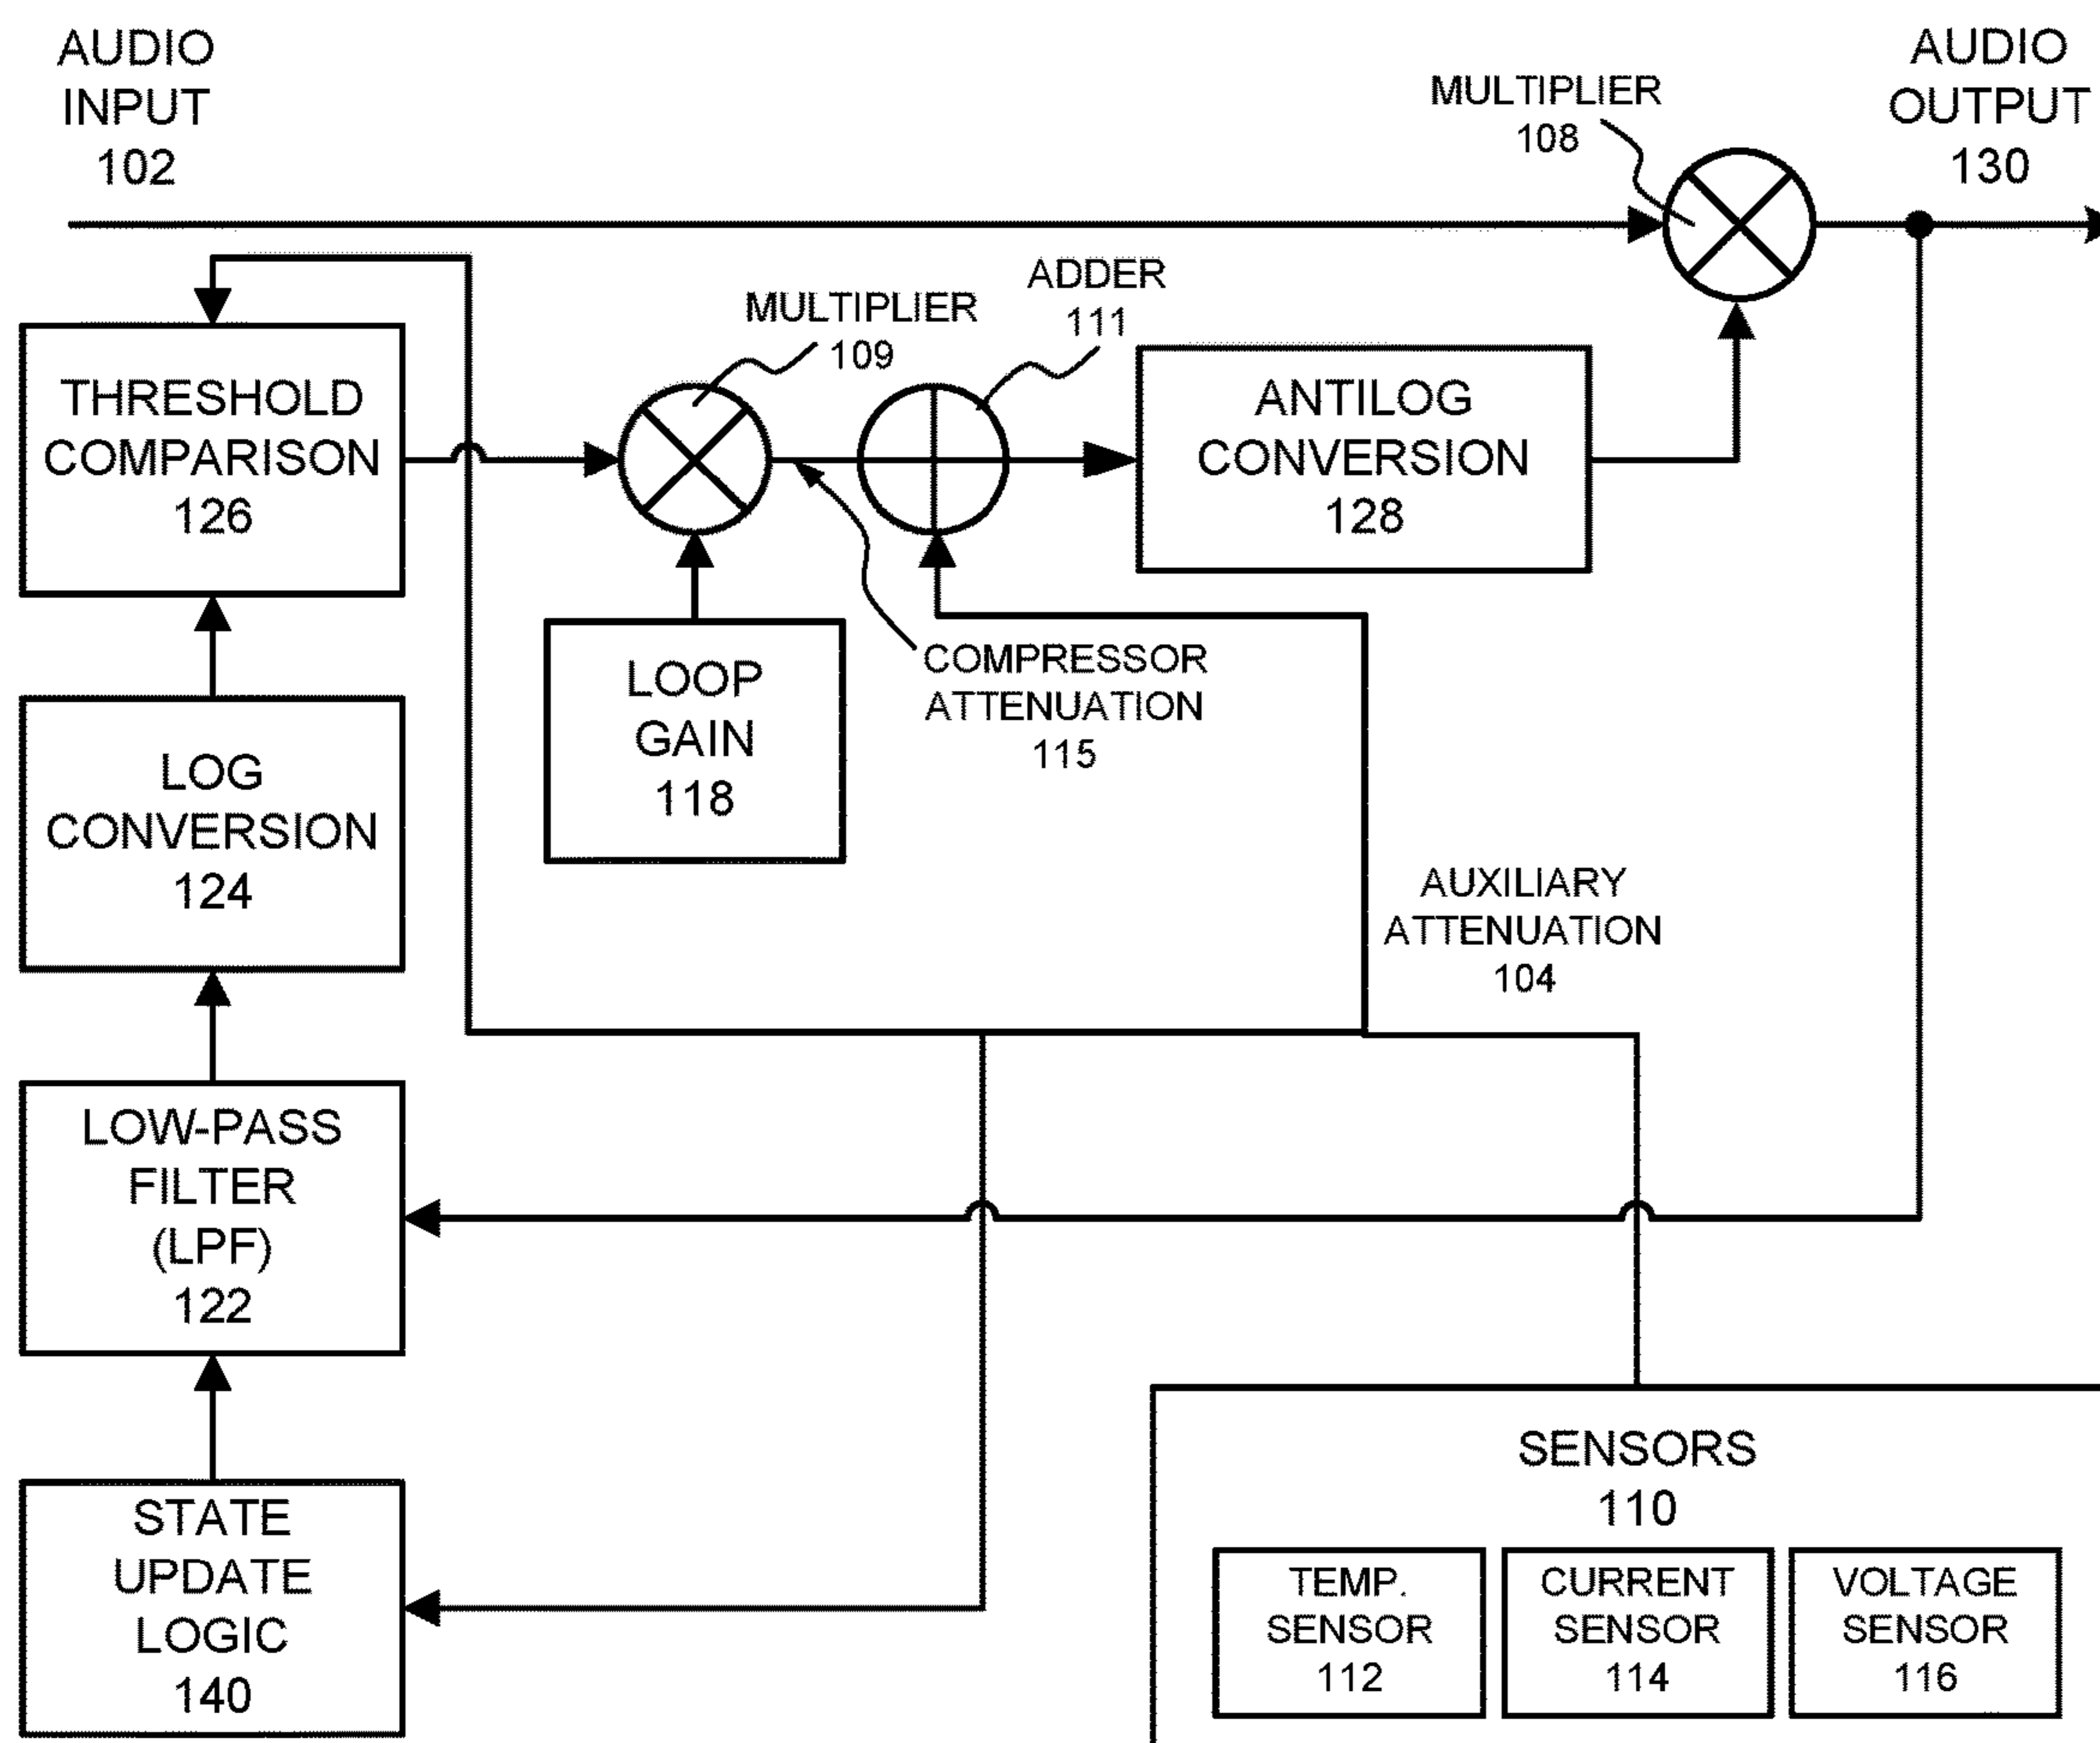 AUDIO
INPUT
102
MULTIPLIER
108
AUDIO
OUTPUT
130
ADDER
111
MULTIPLIER
109
THRESHOLD
COMPARISON
126
ANTILOG
CONVERSION
128
LOOP
GAIN
118
COMPRESSOR
ATTENUATION
115
LOG
CONVERSION
124
AUXILIARY
ATTENUATION
104
LOW-PASS
FILTER
(LPF)
122
STATE
UPDATE
LOGIC
140
SENSORS
110
TEMP.
SENSOR
112
CURRENT
SENSOR
114
VOLTAGE
SENSOR
116